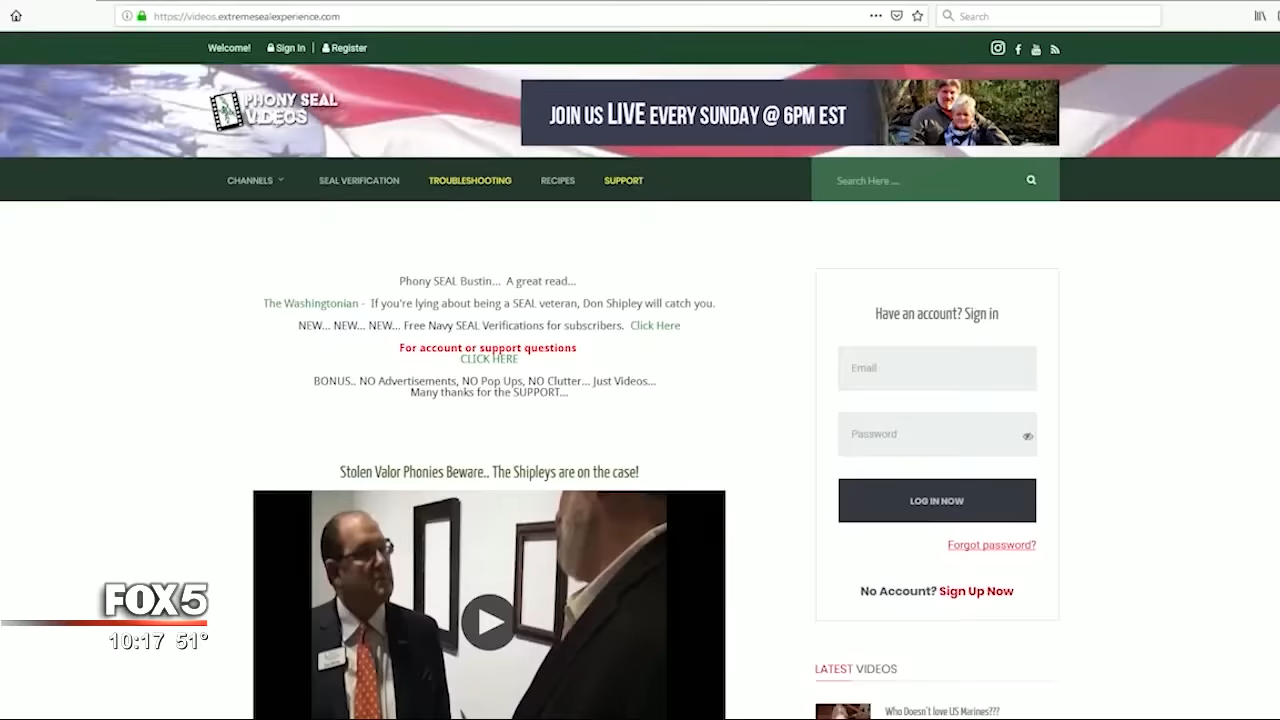 https://videos.extremesealexperience.com
Search
Welcome! Sign In | Register
PHONY SEAL
VIDEOS
JOIN US LIVE EVERY SUNDAY @ 6PM EST
CHANNELS SEAL VERIFICATION TROUBLESHOOTING RECIPES SUPPORT
Search Here ....
Phony SEAL Bustin... A great read...
The Washingtonian - If you're lying about being a SEAL veteran, Don Shipley will catch you.
NEW... NEW... NEW... Free Navy SEAL Verifications for subscribers. Click Here
For account or support questions
CLICK HERE
BONUS.. NO Advertisements, NO Pop Ups, NO Clutter... Just Videos...
Many thanks for the SUPPORT...
Stolen Valor Phonies Beware.. The Shipleys are on the case!
Have an account? Sign in
Email
Password
LOG IN NOW
Forgot password?
No Account? Sign Up Now
LATEST VIDEOS
Who Doesn't love US Marines???
FOX 5
10:17 51°